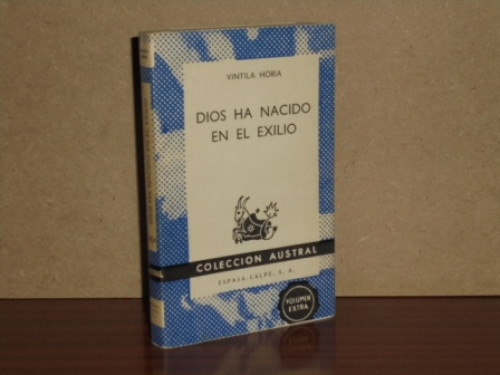 VINTILA HORIA
DIOS HA NACIDO
EN EL EXILIO
COLECCION AUSTRAL
ESPASA-CALPE, S. A.
VOLUMEN
EXTRA